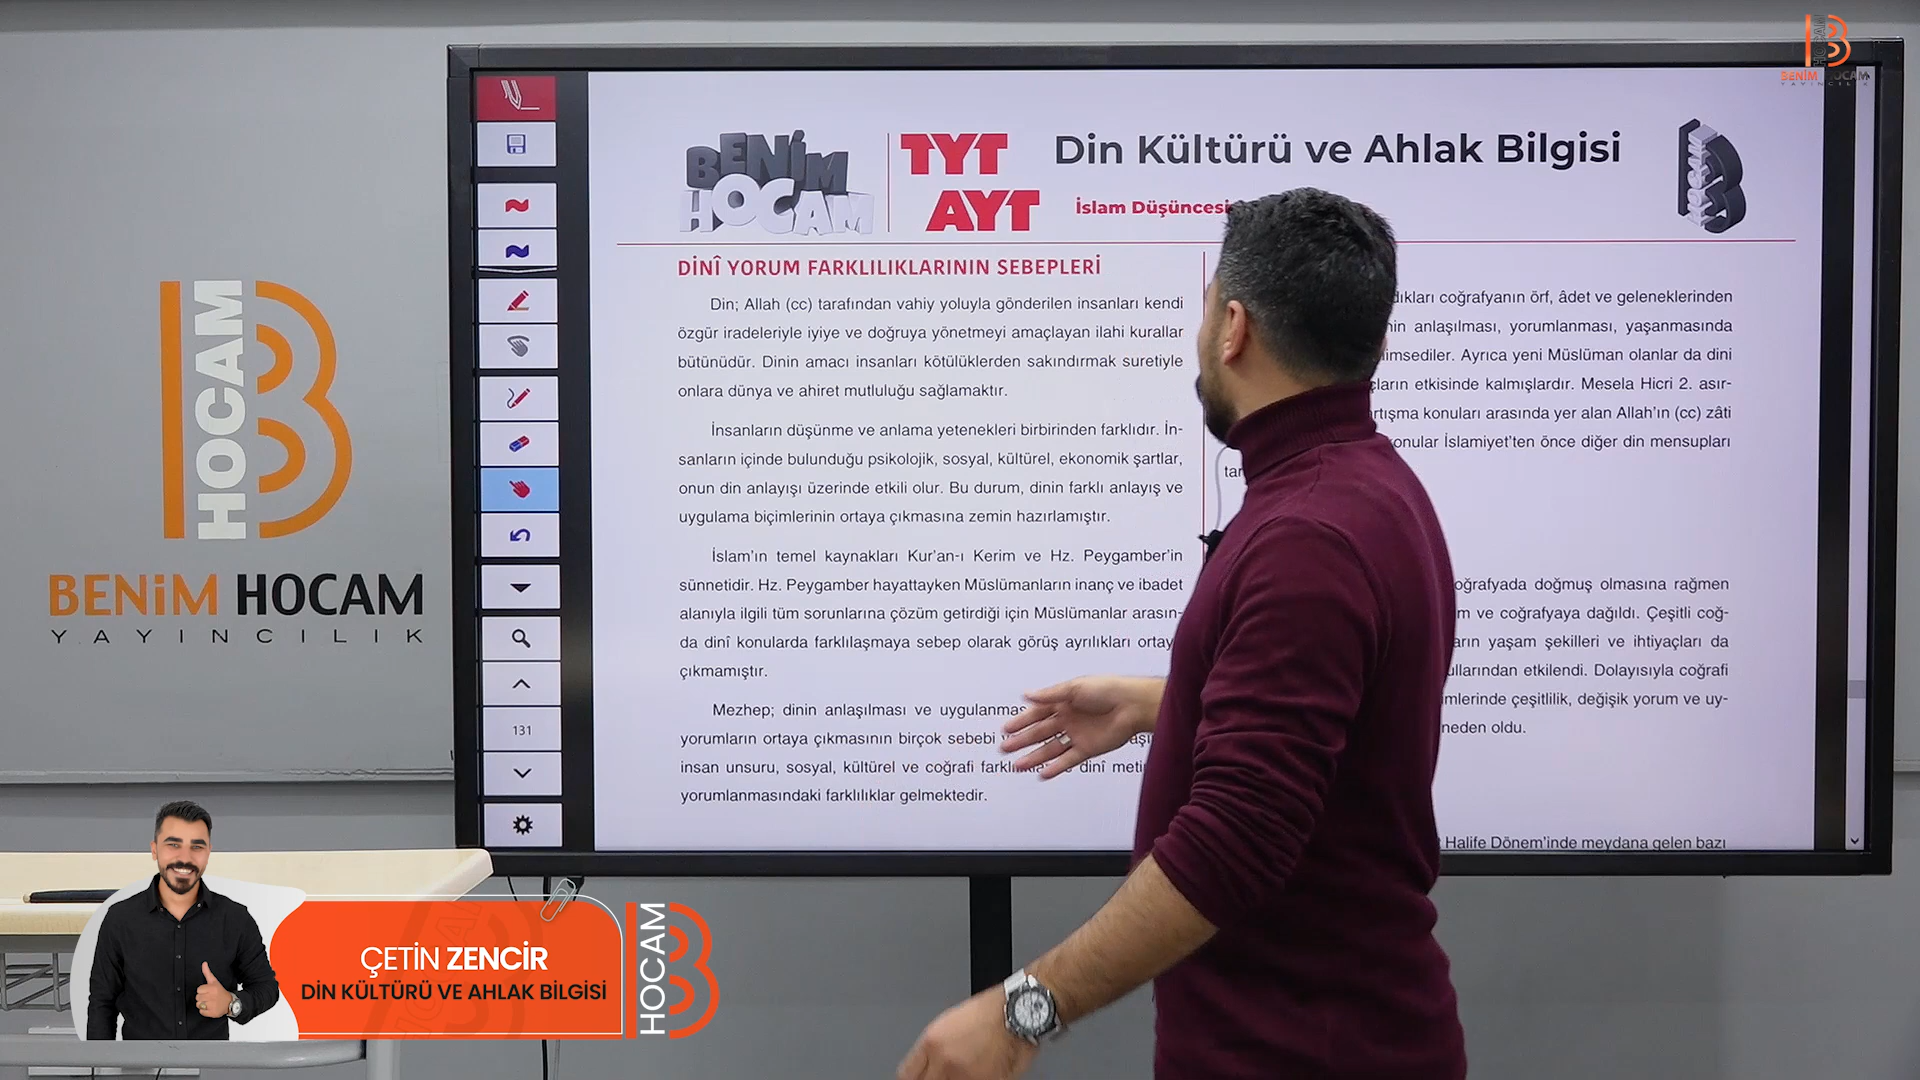 HOCAM
BENİM HOCAM
YAYINCILIK
BENİM
HOCAM
TYT
AYT
Din Kültürü ve Ahlak Bilgisi
İslam Düşüncesi
HOCAM
HOCAM
BENİM HOCAM
YAYINCILIK
DİNÎ YORUM FARKLILIKLARININ SEBEPLERİ
Din; Allah (cc) tarafından vahiy yoluyla gönderilen insanları kendi
özgür iradeleriyle iyiye ve doğruya yönetmeyi amaçlayan ilahi kurallar
bütünüdür. Dinin amacı insanları kötülüklerden sakındırmak suretiyle
onlara dünya ve ahiret mutluluğu sağlamaktır.
İnsanların düşünme ve anlama yetenekleri birbirinden farklıdır. İn-
sanların içinde bulunduğu psikolojik, sosyal, kültürel, ekonomik şartlar,
onun din anlayışı üzerinde etkili olur. Bu durum, dinin farklı anlayış ve
uygulama biçimlerinin ortaya çıkmasına zemin hazırlamıştır.
İslam'ın temel kaynakları Kur'an-ı Kerim ve Hz. Peygamber'in
sünnetidir. Hz. Peygamber hayattayken Müslümanların inanç ve ibadet
alanıyla ilgili tüm sorunlarına çözüm getirdiği için Müslümanlar arasın-
da dinî konularda farklılaşmaya sebep olarak görüş ayrılıkları ortay
çıkmamıştır.
Mezhep; dinin anlaşılması ve uygulanmas
yorumların ortaya çıkmasının birçok sebebi
insan unsuru, sosyal, kültürel ve coğrafi dinî
yorumlanmasındaki farklılıklar gelmektedir.
dıkları coğrafyanın örf, âdet ve geleneklerinden
anlaşılması, yorumlanması, yaşanmasında
imsediler. Ayrıca yeni Müslüman olanlar da dini
çların etkisinde kalmışlardır. Mesela Hicri 2. asır-
rtışma konuları arasında yer alan Allah'ın (cc) zâti
onular İslamiyet'ten önce diğer din mensupları
tar
oğrafyada doğmuş olmasına rağmen
m ve coğrafyaya dağıldı. Çeşitli coğ-
arın yaşam şekilleri ve ihtiyaçları da
ullarından etkilendi. Dolayısıyla coğrafi
mlerinde çeşitlilik, değişik yorum ve uy-
neden oldu.
Halife Dönem'inde meydana gelen bazı
131
ÇETİN ZENCİR
DİN KÜLTÜRÜ VE AHLAK BİLGİSİ
HOCAM